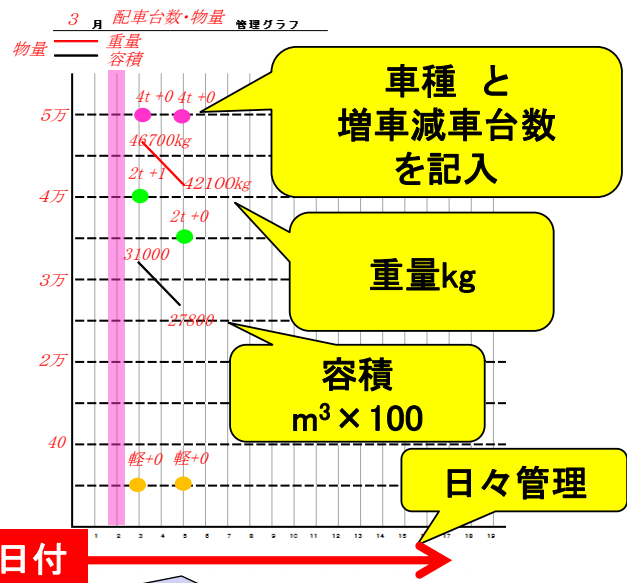 3 月 配車台数・物量 管理グラフ
物量 重量
容積
車種 と
増車減車台数
を記入
5万
4t +0 4t +0
46700kg
42100kg
4万
2t +1
2t +0
重量kg
3万
31000
27800
容積
m³×100
2万
40
軽+0 軽+0
日々管理
1 2 3 4 5 6 7 8 9 10 11 12 13 14 15 16 17 18 19
日付